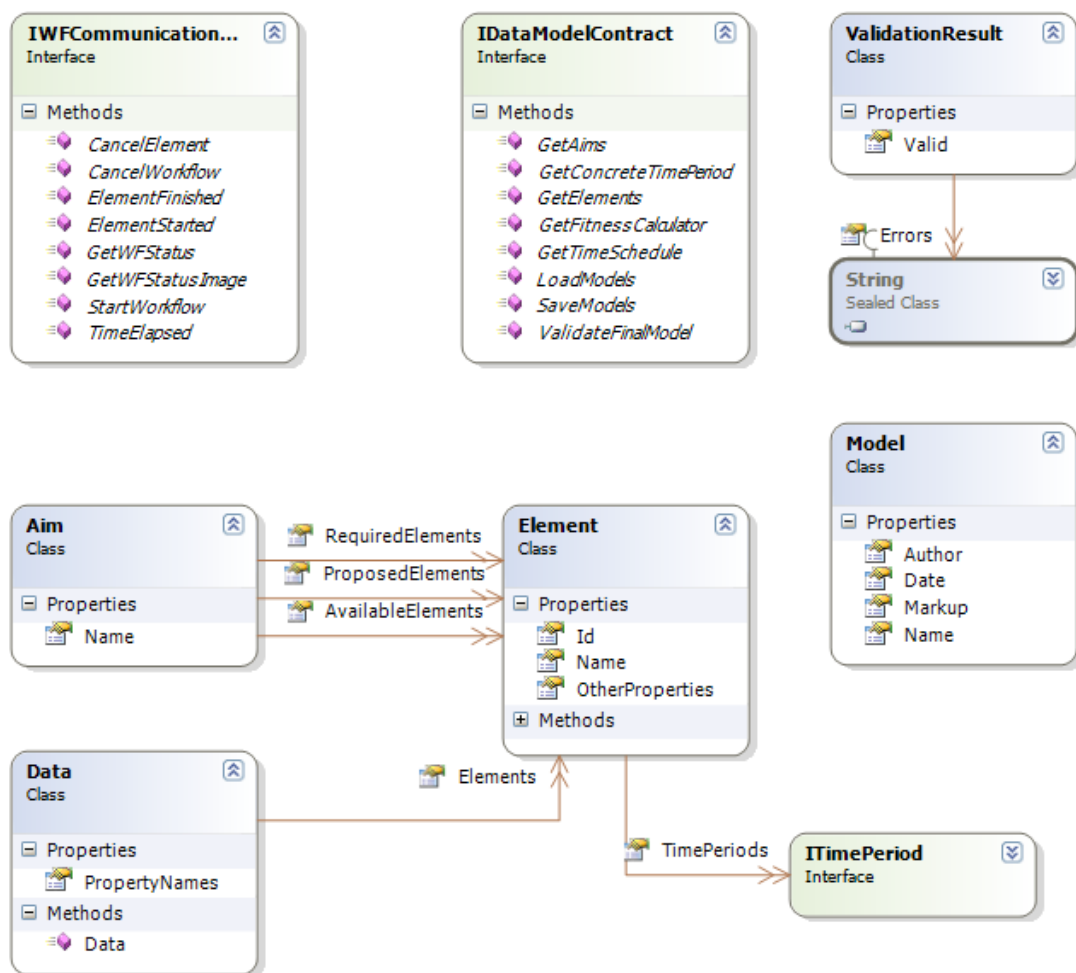 IWFCommunication...
Interface
Methods
CancelElement
CancelWorkflow
ElementFinished
ElementStarted
GetWFStatus
GetWFStatusImage
StartWorkflow
TimeElapsed
IDataModelContract
Interface
Methods
GetAims
GetConcreteTimePeriod
GetElements
GetFitnessCalculator
GetTimeSchedule
LoadModels
SaveModels
ValidateFinalModel
ValidationResult
Class
Properties
Valid
Errors
String
Sealed Class
Model
Class
Properties
Author
Date
Markup
Name
Aim
Class
Properties
Name
RequiredElements
ProposedElements
AvailableElements
Element
Class
Properties
Id
Name
OtherProperties
Methods
Data
Class
Properties
PropertyNames
Methods
Data
Elements
TimePeriods
ITimePeriod
Interface